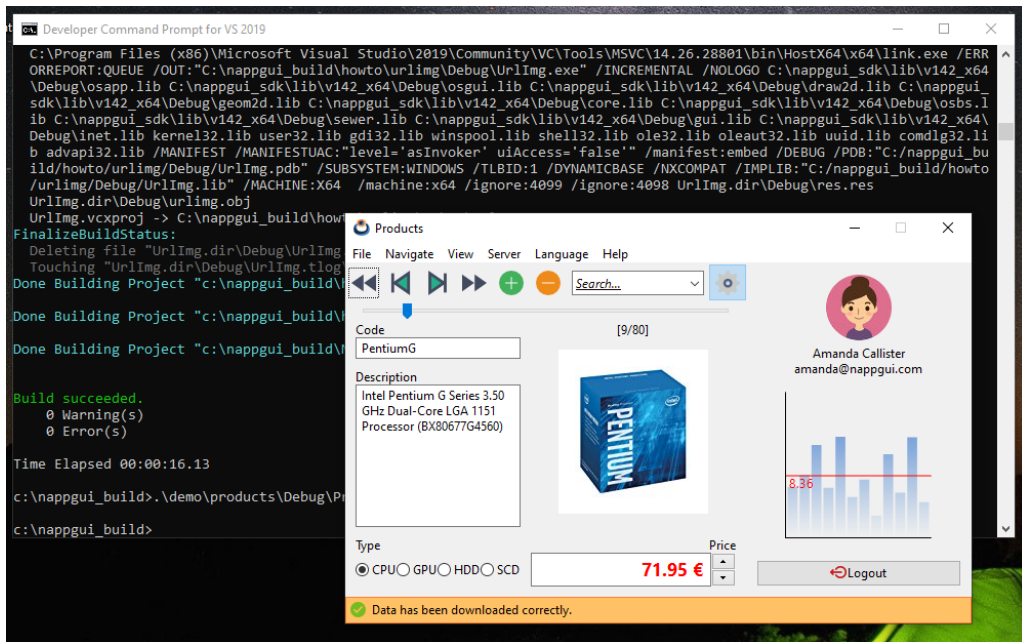 Developer Command Prompt for VS 2019
C:\Program Files (x86)\Microsoft Visual Studio\2019\Community\VC\Tools\MSVC\14.26.28801\bin\HostX64\x64\link.exe /ERR
ORREPORT:QUEUE /OUT:"C:\nappgui_build\howto\urlimg\Debug\UrlImg.exe" /INCREMENTAL /NOLOGO C:\nappgui_sdk\lib\v142_x64
\Debug\osapp.lib C:\nappgui_sdk\lib\v142_x64\Debug\osgui.lib C:\nappgui_sdk\lib\v142_x64\Debug\draw2d.lib C:\nappgui_
sdk\lib\v142_x64\Debug\geom2d.lib C:\nappgui_sdk\lib\v142_x64\Debug\core.lib C:\nappgui_sdk\lib\v142_x64\Debug\osbs.l
ib C:\nappgui_sdk\lib\v142_x64\Debug\sewer.lib C:\nappgui_sdk\lib\v142_x64\Debug\gui.lib C:\nappgui_sdk\lib\v142_x64\
Debug\inet.lib kernel32.lib user32.lib gdi32.lib winspool.lib shell32.lib ole32.lib oleaut32.lib uuid.lib comdlg32.li
b advapi32.lib /MANIFEST /MANIFESTUAC:"level='asInvoker' uiAccess='false'" /manifest:embed /DEBUG /PDB:"C:/nappgui_bu
ild/howto/urlimg/Debug/UrlImg.pdb" /SUBSYSTEM:WINDOWS /TLBID:1 /DYNAMICBASE /NXCOMPAT /IMPLIB:"C:/nappgui_build/howto
/urlimg/Debug/UrlImg.lib" /MACHINE:X64  /machine:x64 /ignore:4099 /ignore:4098 UrlImg.dir\Debug\res.res
UrlImg.dir\Debug\urlimg.obj
UrlImg.vcxproj -> C:\nappgui_build\howt
FinalizeBuildStatus:
Deleting file "UrlImg.dir\Debug\UrlImg
Touching "UrlImg.dir\Debug\UrlImg.tlog
Done Building Project "c:\nappgui_build\
Done Building Project "c:\nappgui_build\
Done Building Project "c:\nappgui_build\
Build succeeded.
0 Warning(s)
0 Error(s)
Time Elapsed 00:00:16.13
c:\nappgui_build>.\demo\products\Debug\Pr
c:\nappgui_build>
Products
File Navigate View Server Language Help
Search...
Code
[9/80]
PentiumG
Description
Intel Pentium G Series 3.50
GHz Dual-Core LGA 1151
Processor (BX80677G4560)
PENTIUM
Amanda Callister
amanda@nappgui.com
8.36
Type
Price
CPU GPU HDD SCD
71.95 €
Logout
Data has been downloaded correctly.